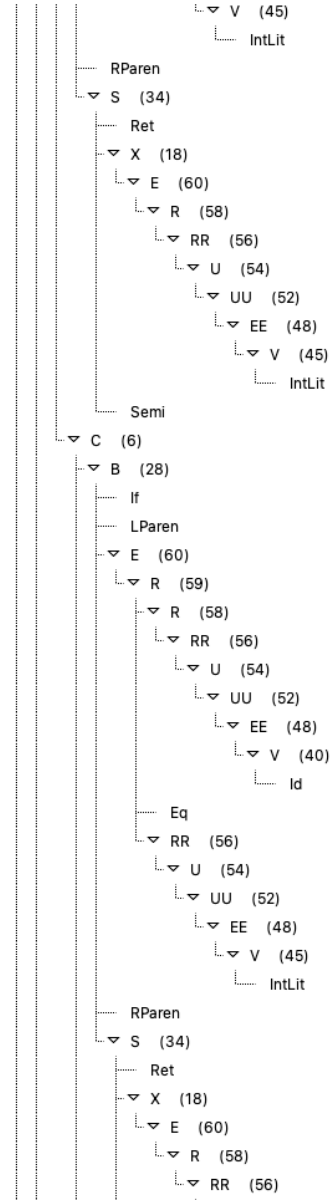 V (45)
IntLit
RParen
S (34)
Ret
X (18)
E (60)
R (58)
RR (56)
U (54)
UU (52)
EE (48)
V (45)
IntLit
Semi
C (6)
B (28)
If
LParen
E (60)
R (59)
R (58)
RR (56)
U (54)
UU (52)
EE (48)
V (40)
Id
Eq
RR (56)
U (54)
UU (52)
EE (48)
V (45)
IntLit
RParen
S (34)
Ret
X (18)
E (60)
R (58)
RR (56)